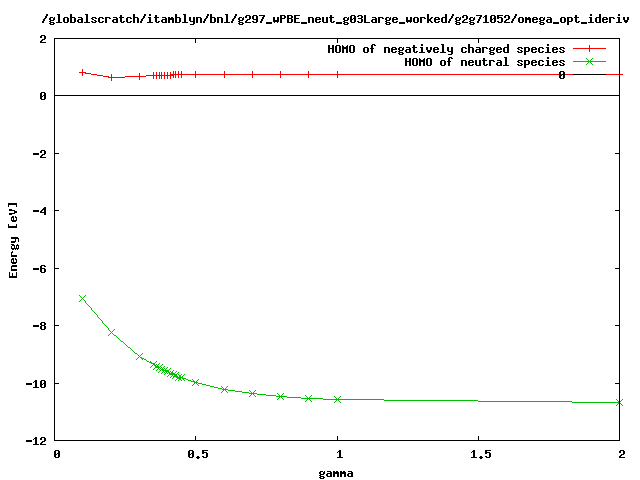 /globalscratch/itamblyn/bnl/g297_wPBE_neut_g03Large_worked/g2g71052/omega_opt_ideriv
HOMO of negatively charged species
HOMO of neutral species
0
2
0
-2
-4
-6
-8
-10
-12
Energy [eV]
0 0.5 1 1.5 2
gamma